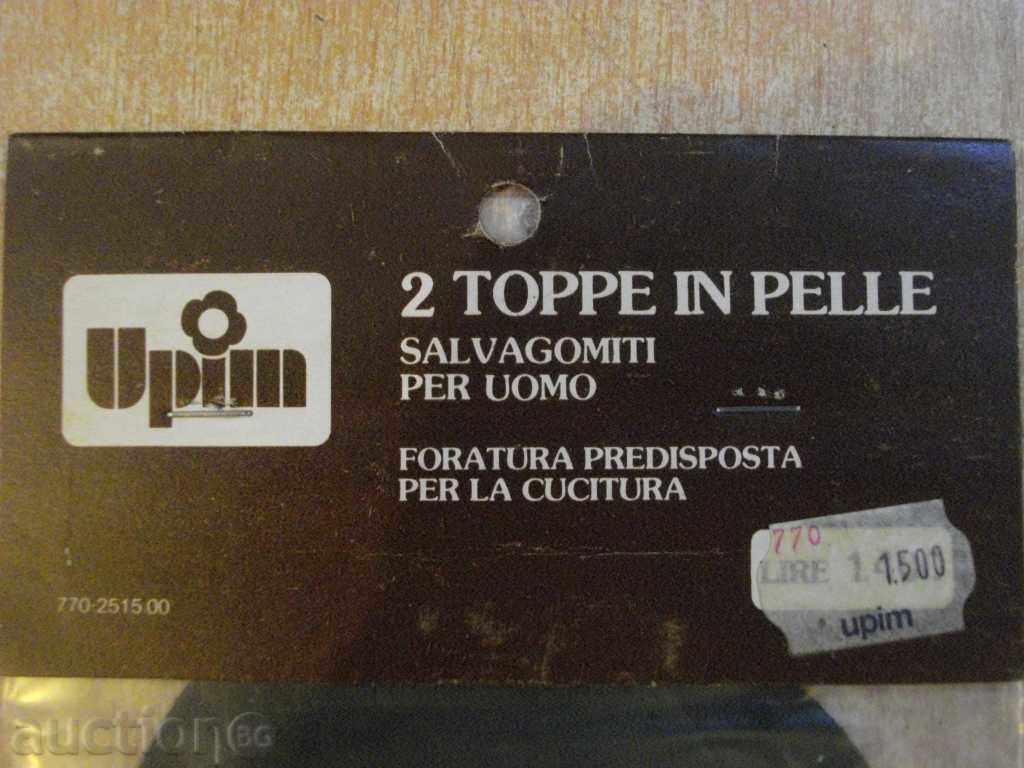 Upim
2 TOPPE IN PELLE
SALVAGOMITI
PER UOMO
FORATURA PREDISPOSTA
PER LA CUCITURA
770-2515 00
770
LIRE 1.500
upim
auction BG